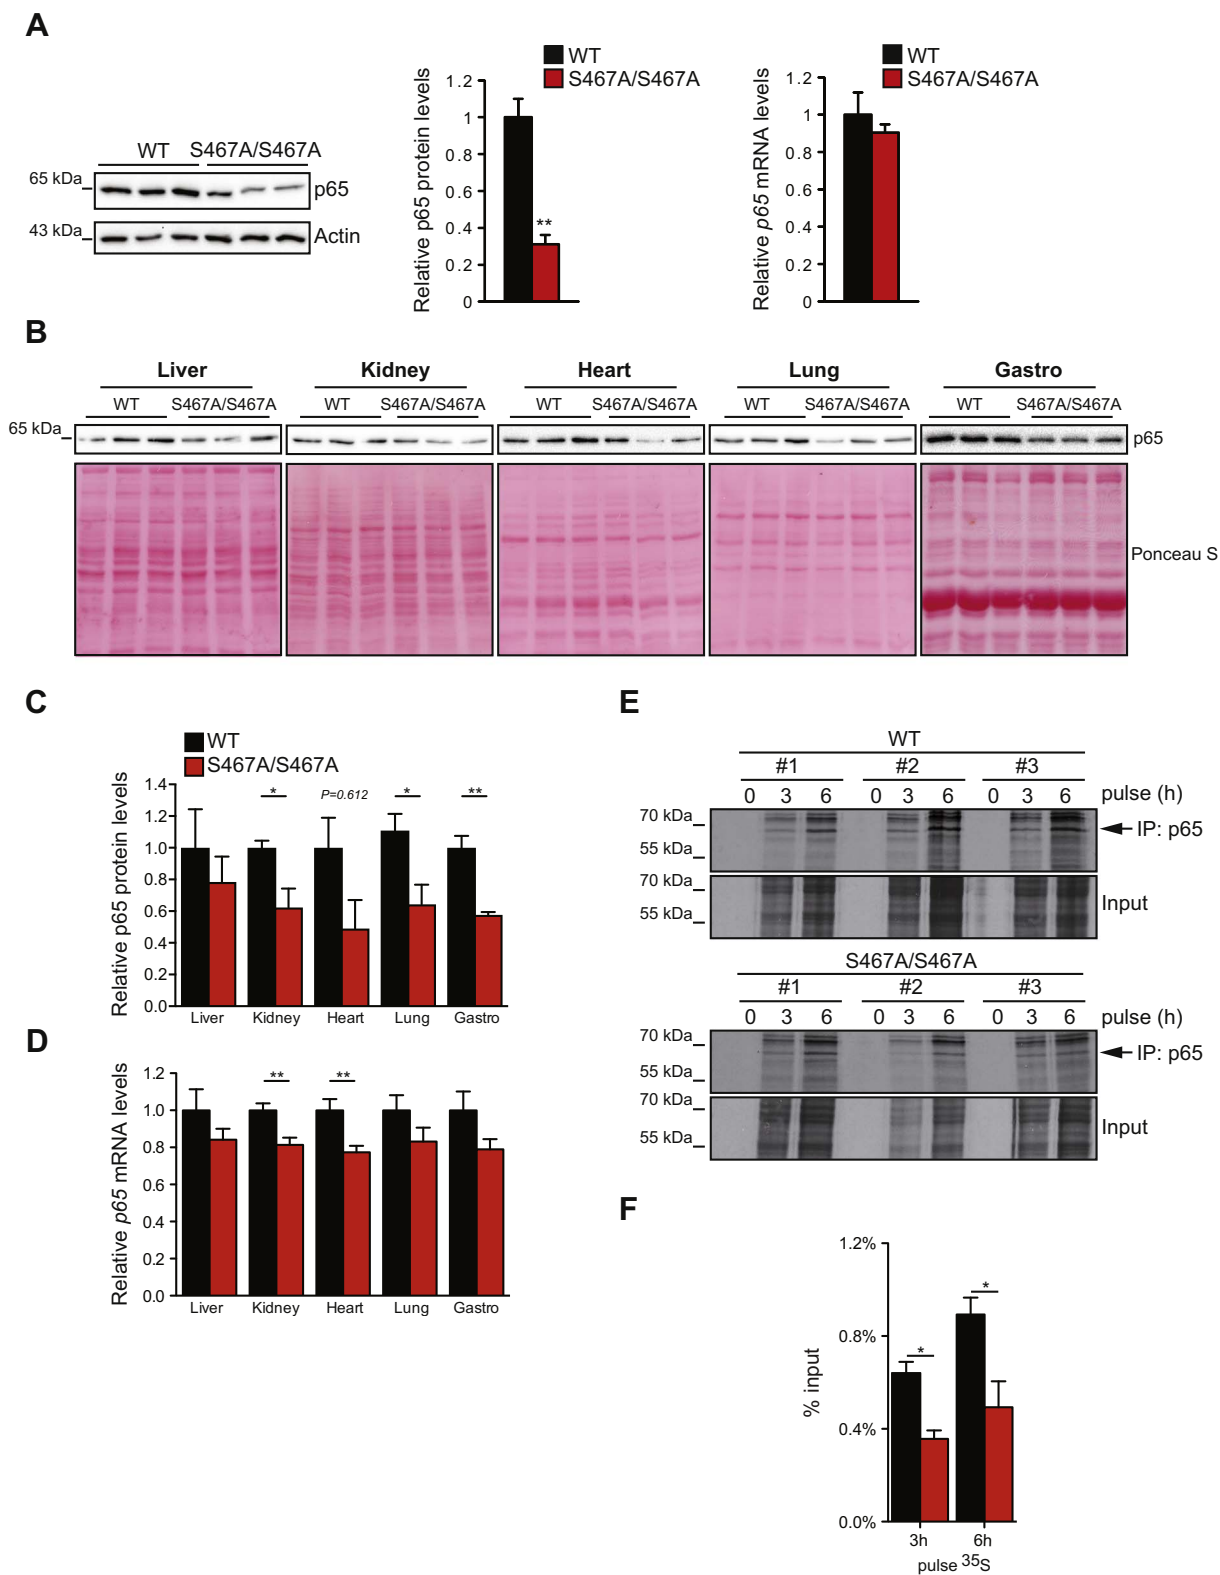 A
WT
S467A/S467A
WT
S467A/S467A
WT S467A/S467A
65 kDa
p65
43 kDa
Actin
Relative p65 protein levels
1.2
1
0.8
0.6
0.4
0.2
0
**
Relative p65 mRNA levels
1.2
1
0.8
0.6
0.4
0.2
0
B
Liver Kidney Heart Lung Gastro
WT S467A/S467A WT S467A/S467A WT S467A/S467A WT S467A/S467A WT S467A/S467A
65 kDa
p65
Ponceau S
C
WT
S467A/S467A
Relative p65 protein levels
1.4
1.2
1.0
0.8
0.6
0.4
0.2
0.0
* P=0.612 * **
Liver Kidney Heart Lung Gastro
D
Relative p65 mRNA levels
1.2
1.0
0.8
0.6
0.4
0.2
0.0
** **
Liver Kidney Heart Lung Gastro
E
WT
#1 #2 #3
0 3 6 0 3 6 0 3 6 pulse (h)
70 kDa
IP: p65
55 kDa
70 kDa
Input
55 kDa
S467A/S467A
#1 #2 #3
0 3 6 0 3 6 0 3 6 pulse (h)
70 kDa
IP: p65
55 kDa
70 kDa
Input
55 kDa
F
% input
1.2%
0.8%
0.4%
0.0%
* *
3h 6h
pulse 35S